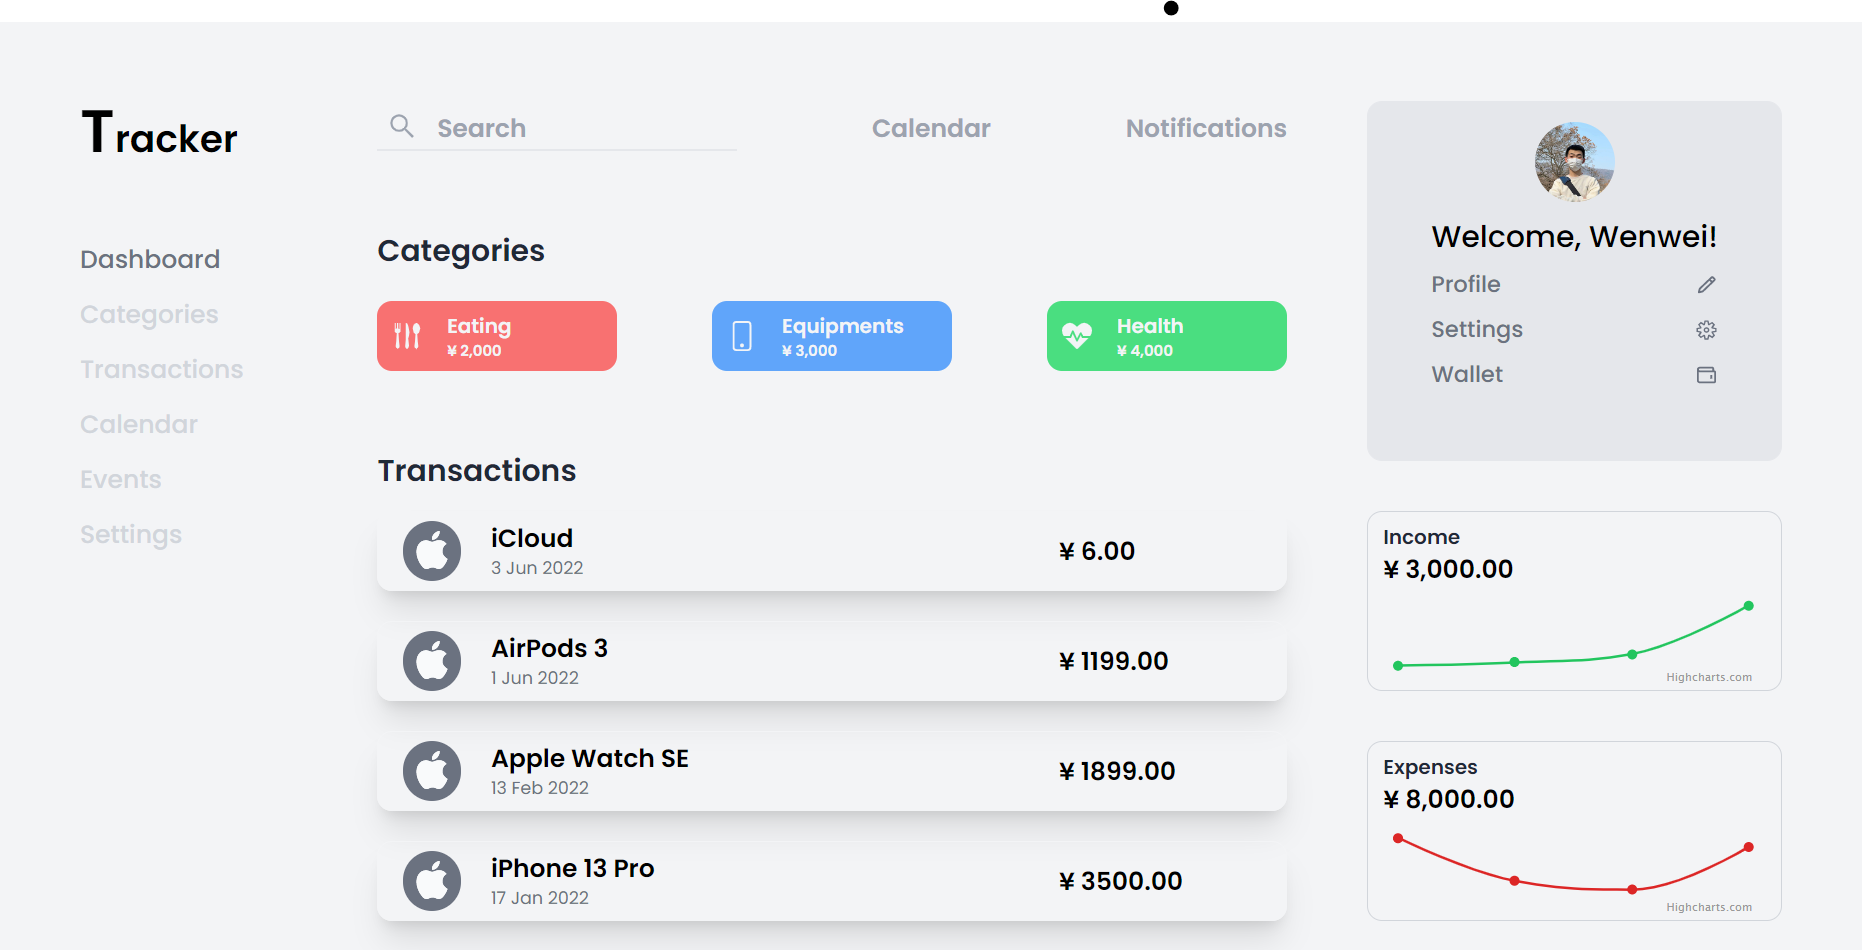 Tracker
Search
Calendar
Notifications
Dashboard
Categories
Transactions
Calendar
Events
Settings
Categories
Eating
¥ 2,000
Equipments
¥ 3,000
Health
¥ 4,000
Transactions
iCloud
3 Jun 2022
¥ 6.00
AirPods 3
1 Jun 2022
¥ 1199.00
Apple Watch SE
13 Feb 2022
¥ 1899.00
iPhone 13 Pro
17 Jan 2022
¥ 3500.00
Welcome, Wenwei!
Profile
Settings
Wallet
Income
¥ 3,000.00
Highcharts.com
Expenses
¥ 8,000.00
Highcharts.com